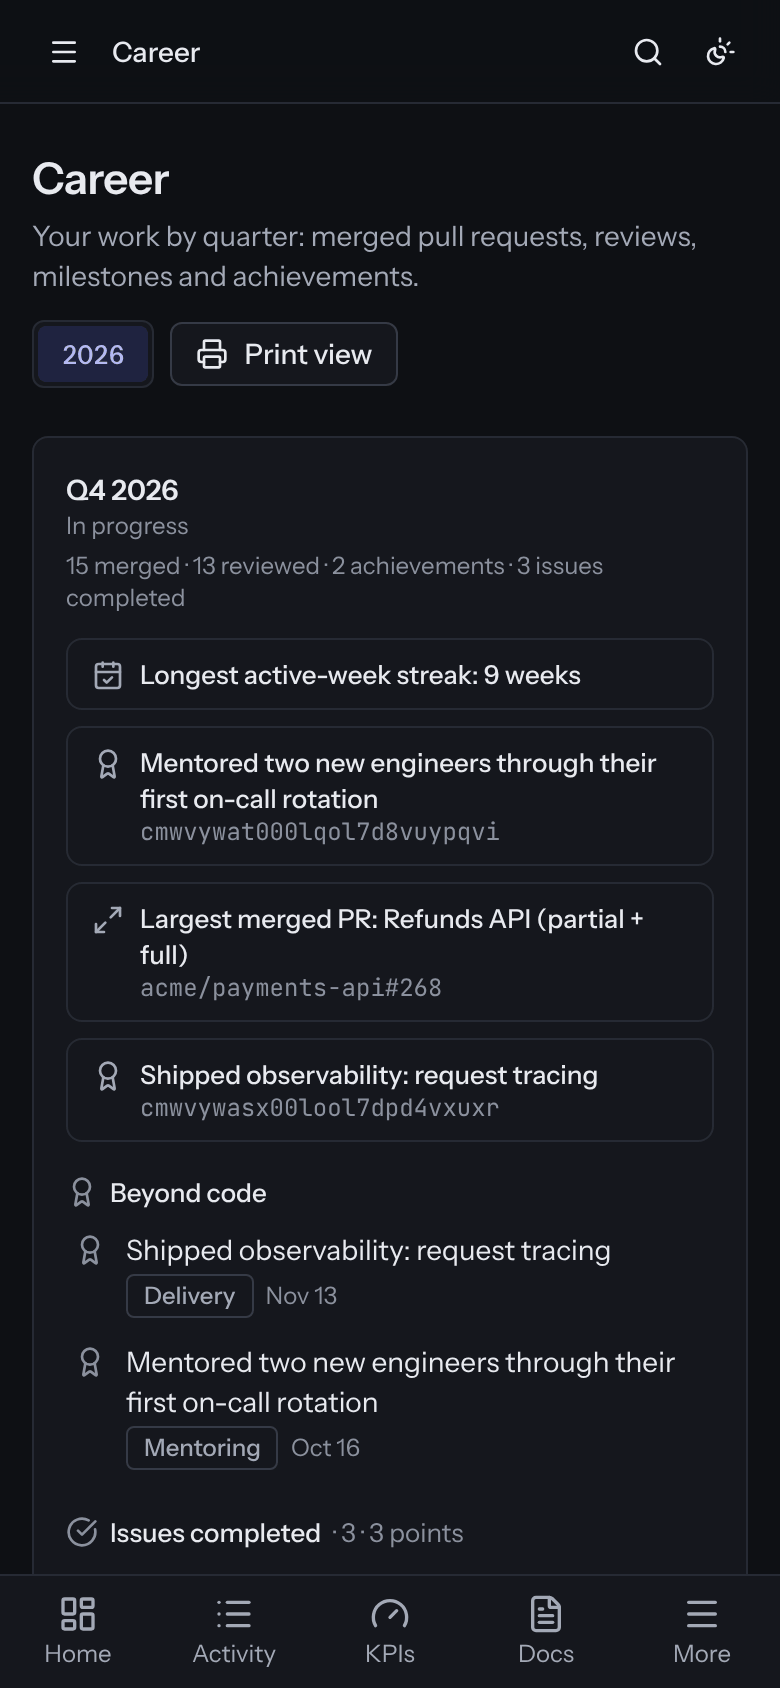 Career
Career
Your work by quarter: merged pull requests, reviews,
milestones and achievements.
2026
Print view
Q4 2026
In progress
15 merged · 13 reviewed · 2 achievements · 3 issues
completed
Longest active-week streak: 9 weeks
Mentored two new engineers through their
first on-call rotation
cmwvywat000lqol7d8vuypqvi
Largest merged PR: Refunds API (partial +
full)
acme/payments-api#268
Shipped observability: request tracing
cmwvywasx00lool7dpd4vxuxr
Beyond code
Shipped observability: request tracing
Delivery Nov 13
Mentored two new engineers through their
first on-call rotation
Mentoring Oct 16
Issues completed · 3 · 3 points
Home Activity KPIs Docs More